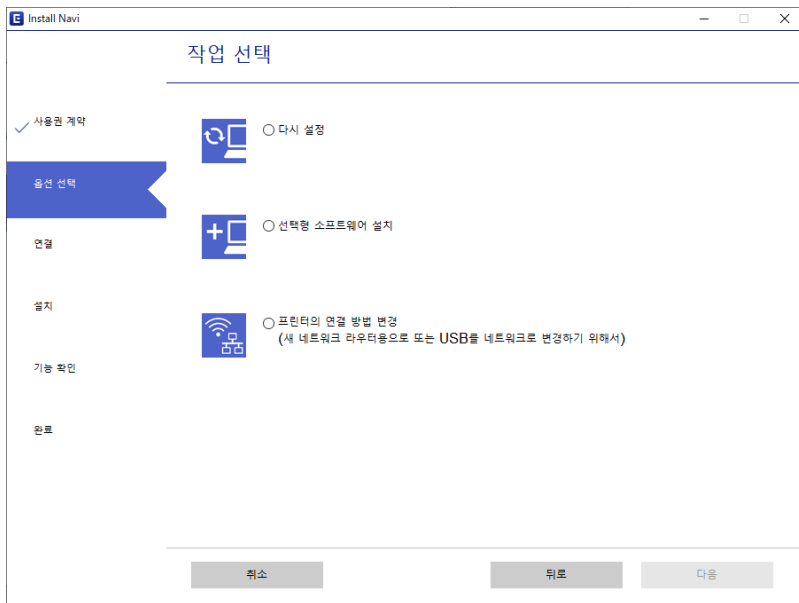 Install Navi
작업 선택
사용권 계약
옵션 선택
연결
설치
기능 확인
완료
다시 설정
선택형 소프트웨어 설치
프린터의 연결 방법 변경
(새 네트워크 라우터용으로 또는 USB를 네트워크로 변경하기 위해서)
취소
뒤로
다음